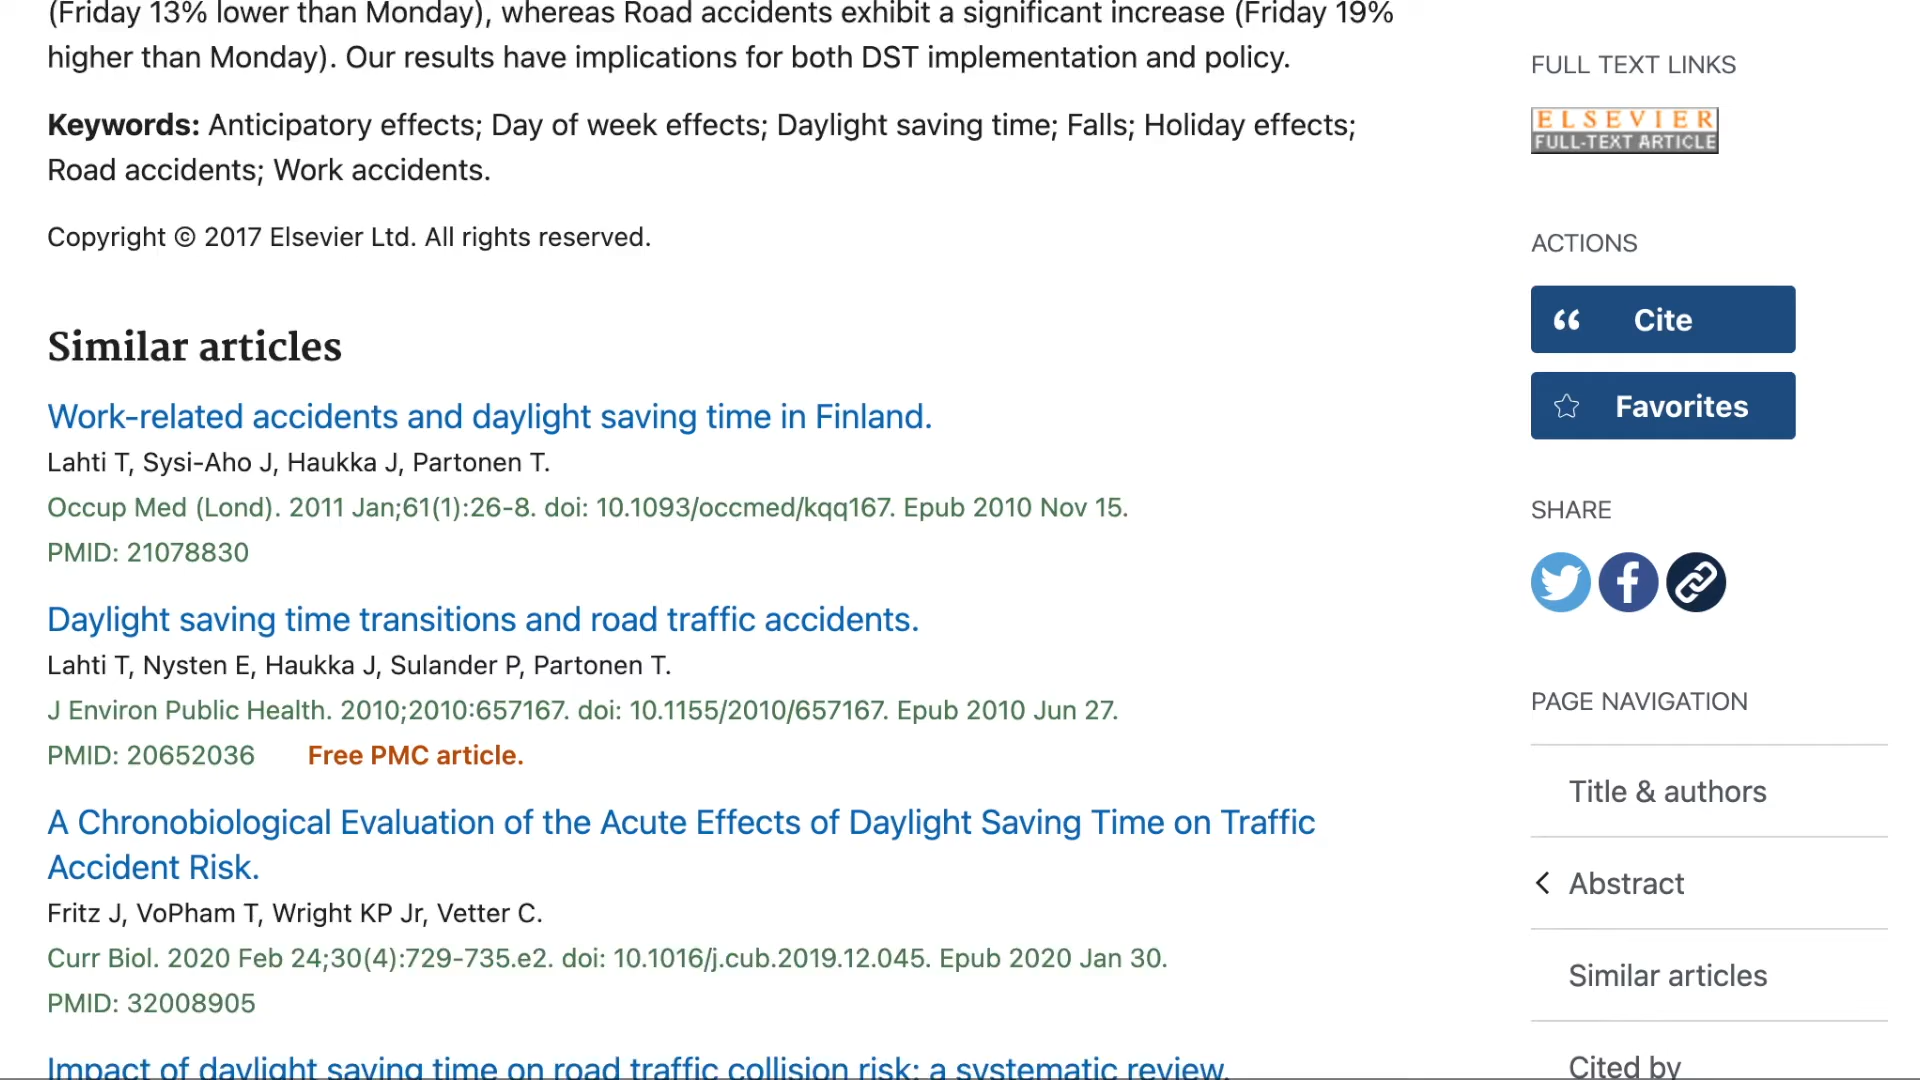 (Friday 13% lower than Monday), whereas Road accidents exhibit a significant increase (Friday 19%
higher than Monday). Our results have implications for both DST implementation and policy.
Keywords: Anticipatory effects; Day of week effects; Daylight saving time; Falls; Holiday effects;
Road accidents; Work accidents.
Copyright © 2017 Elsevier Ltd. All rights reserved.
Similar articles
Work-related accidents and daylight saving time in Finland.
Lahti T, Sysi-Aho J, Haukka J, Partonen T.
Occup Med (Lond). 2011 Jan;61(1):26-8. doi: 10.1093/occmed/kqq167. Epub 2010 Nov 15.
PMID: 21078830
Daylight saving time transitions and road traffic accidents.
Lahti T, Nysten E, Haukka J, Sulander P, Partonen T.
J Environ Public Health. 2010;2010:657167. doi: 10.1155/2010/657167. Epub 2010 Jun 27.
PMID: 20652036 Free PMC article.
A Chronobiological Evaluation of the Acute Effects of Daylight Saving Time on Traffic
Accident Risk.
Fritz J, VoPham T, Wright KP Jr, Vetter C.
Curr Biol. 2020 Feb 24;30(4):729-735.e2. doi: 10.1016/j.cub.2019.12.045. Epub 2020 Jan 30.
PMID: 32008905
Impact of daylight saving time on road traffic collision risk: a systematic review.
FULL TEXT LINKS
ELSEVIER
FULL-TEXT ARTICLE
ACTIONS
Cite
Favorites
SHARE
PAGE NAVIGATION
Title & authors
Abstract
Similar articles
Cited by